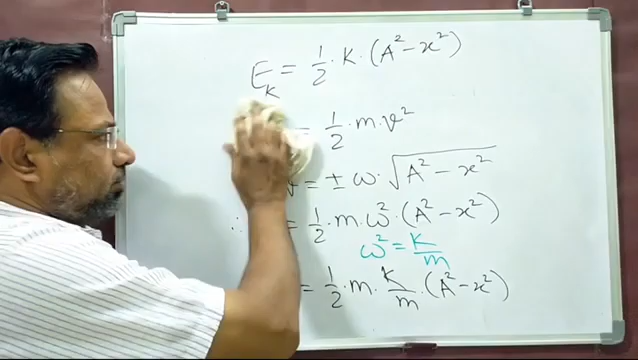 E_K = 1/2 · K · (A² − x²)
= 1/2 · m · v²
= ± ω · √(A² − x²)
∴ = 1/2 · m · ω² · (A² − x²)
ω² = K/m
= 1/2 · m · k/m · (A² − x²)